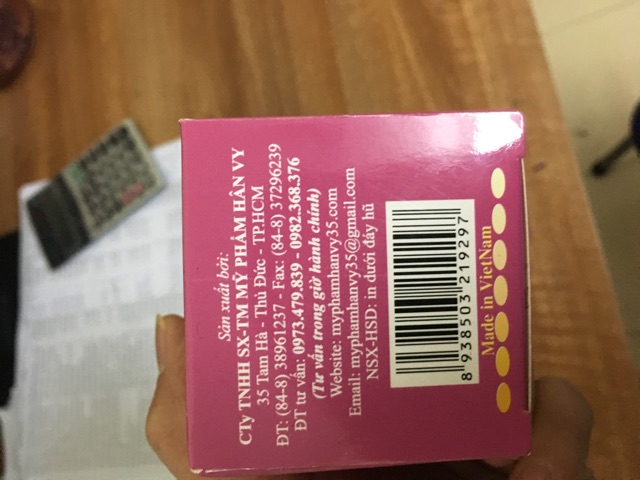 Sản xuất bởi:
CTy TNHH SX-TM MỸ PHẨM HÂN VY
35 Tam Hà - Thủ Đức - TP.HCM
ĐT: (84-8) 38961237 - Fax: (84-8) 37296239
ĐT tư vấn: 0973.479.839 - 0982.368.376
(Tư vấn trong giờ hành chính)
Website: myphamhanvy35.com
Email: myphamhanvy35@gmail.com
NSX-HSD: in dưới đáy hũ
8 938503 219297
Made in VietNam